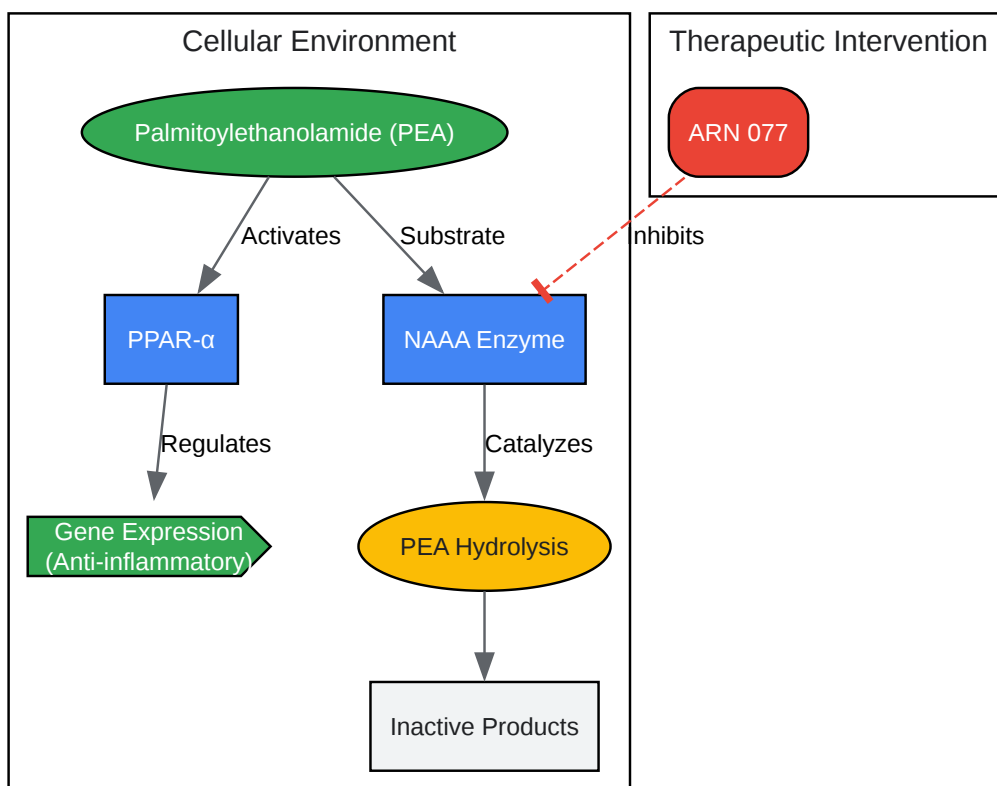 Cellular Environment
Therapeutic Intervention
Palmitoylethanolamide (PEA)
ARN 077
Activates
Substrate
Inhibits
PPAR-α
NAAA Enzyme
Regulates
Catalyzes
Gene Expression
(Anti-inflammatory)
PEA Hydrolysis
Inactive Products